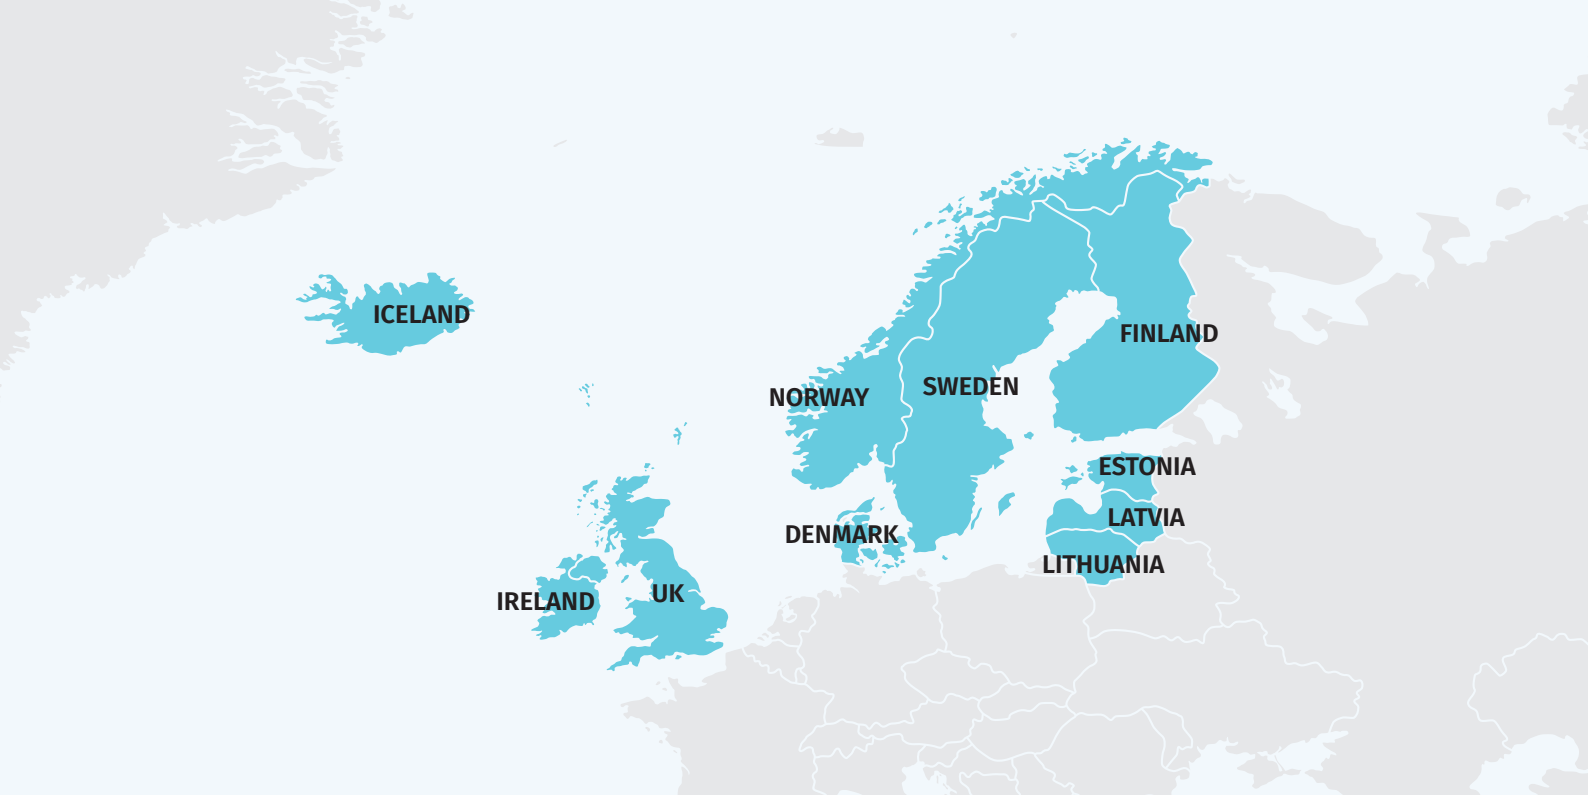 ICELAND
FINLAND
SWEDEN
NORWAY
ESTONIA
LATVIA
DENMARK
LITHUANIA
UK
IRELAND